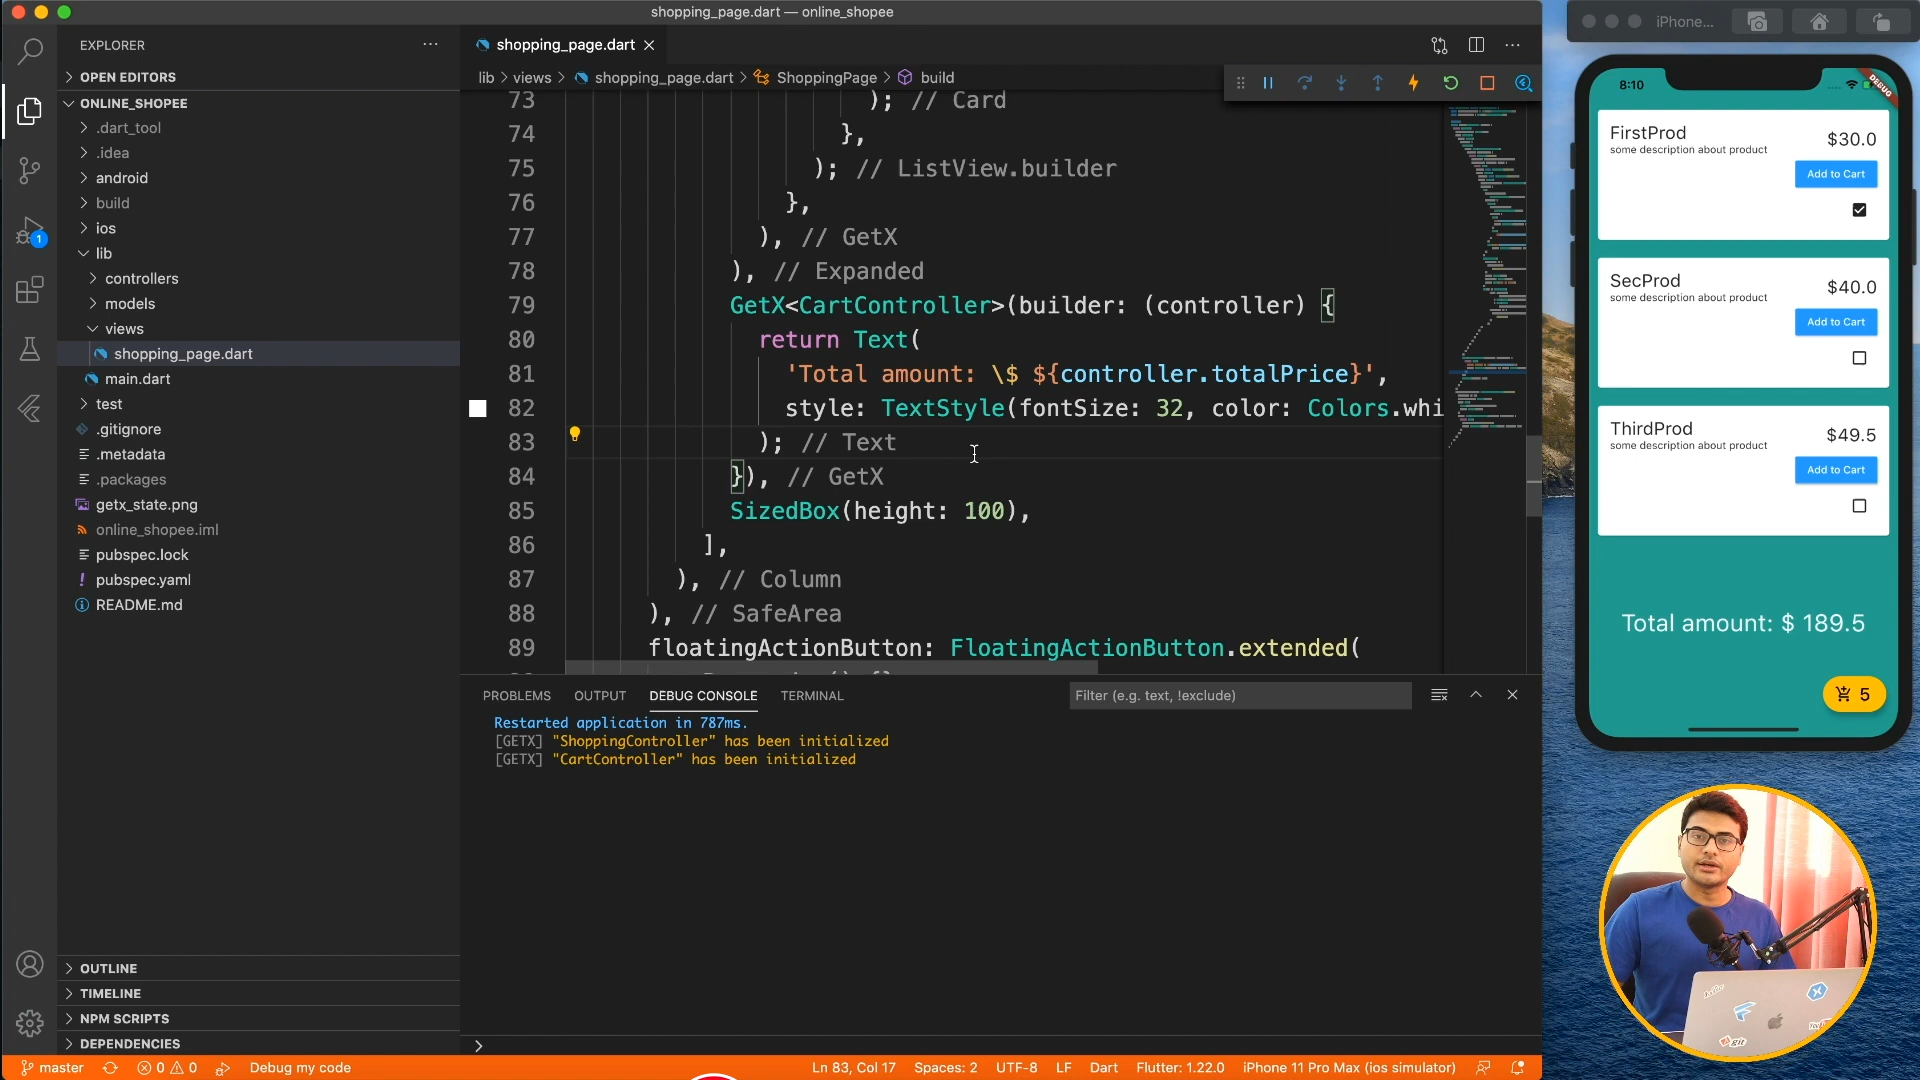 shopping_page.dart — online_shopee
iPhone...
EXPLORER
shopping_page.dart
OPEN EDITORS
lib > views > shopping_page.dart > ShoppingPage > build
ONLINE_SHOPEE
.dart_tool
.idea
android
build
ios
lib
controllers
models
views
shopping_page.dart
main.dart
test
.gitignore
.metadata
.packages
getx_state.png
online_shopee.iml
pubspec.lock
pubspec.yaml
README.md
OUTLINE
TIMELINE
NPM SCRIPTS
DEPENDENCIES
1
73 ); // Card
74 },
75 ); // ListView.builder
76 },
77 ), // GetX
78 ), // Expanded
79 GetX<CartController>(builder: (controller) {
80 return Text(
81 'Total amount: \$ ${controller.totalPrice}',
82 style: TextStyle(fontSize: 32, color: Colors.whi
83 ); // Text
84 }), // GetX
85 SizedBox(height: 100),
86 ],
87 ), // Column
88 ), // SafeArea
89 floatingActionButton: FloatingActionButton.extended(
PROBLEMS OUTPUT DEBUG CONSOLE TERMINAL
Filter (e.g. text, !exclude)
Restarted application in 787ms.
[GETX] "ShoppingController" has been initialized
[GETX] "CartController" has been initialized
master
0 0
Debug my code
Ln 83, Col 17
Spaces: 2
UTF-8
LF
Dart
Flutter: 1.22.0
iPhone 11 Pro Max (ios simulator)
8:10
DEBUG
FirstProd
$30.0
some description about product
Add to Cart
SecProd
$40.0
some description about product
Add to Cart
ThirdProd
$49.5
some description about product
Add to Cart
Total amount: $ 189.5
5
git